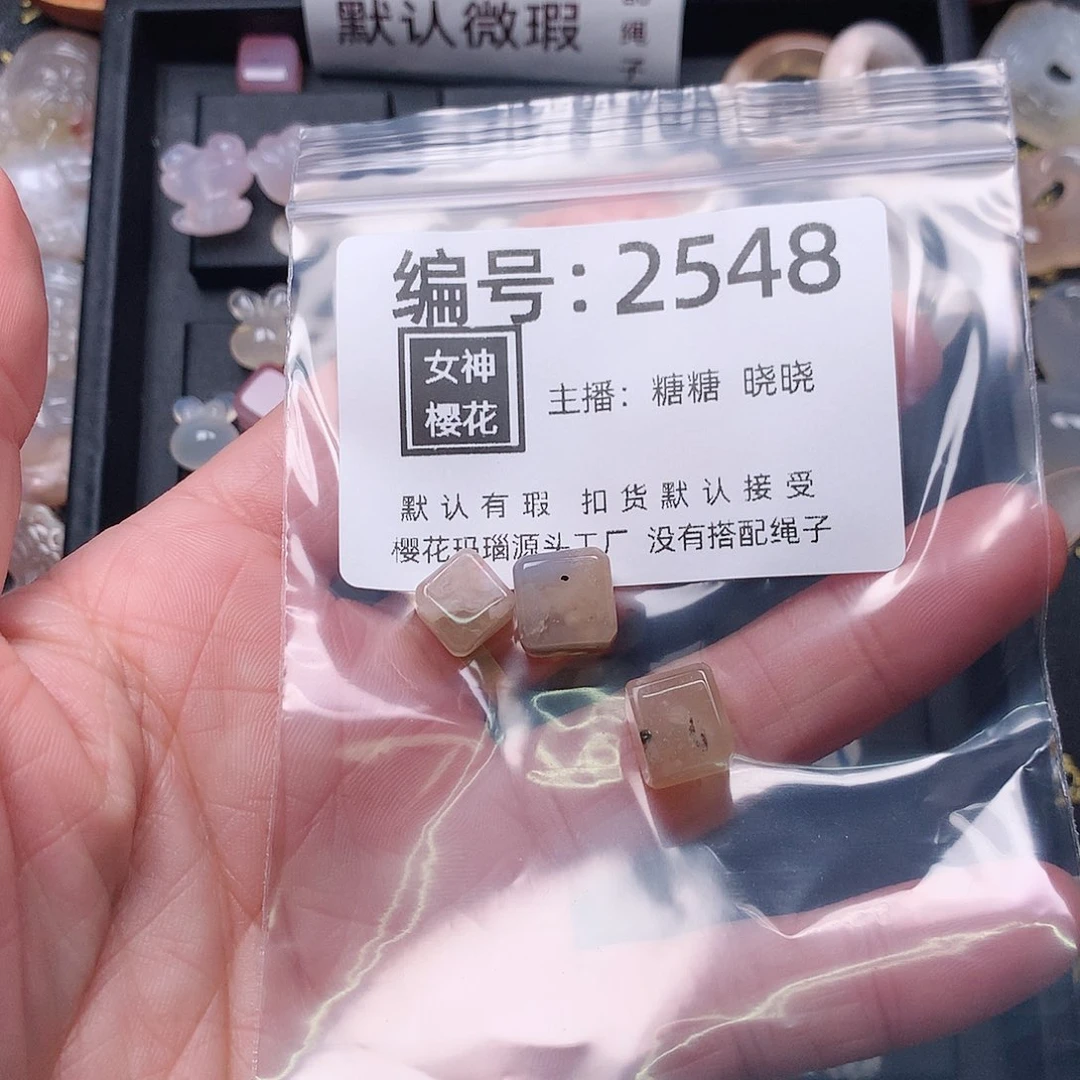 默认微瑕
绳
子
编号:2548
女神
樱花
主播: 糖糖 晓晓
默认有瑕 扣货默认接受
樱花玛瑙源头工厂 没有搭配绳子